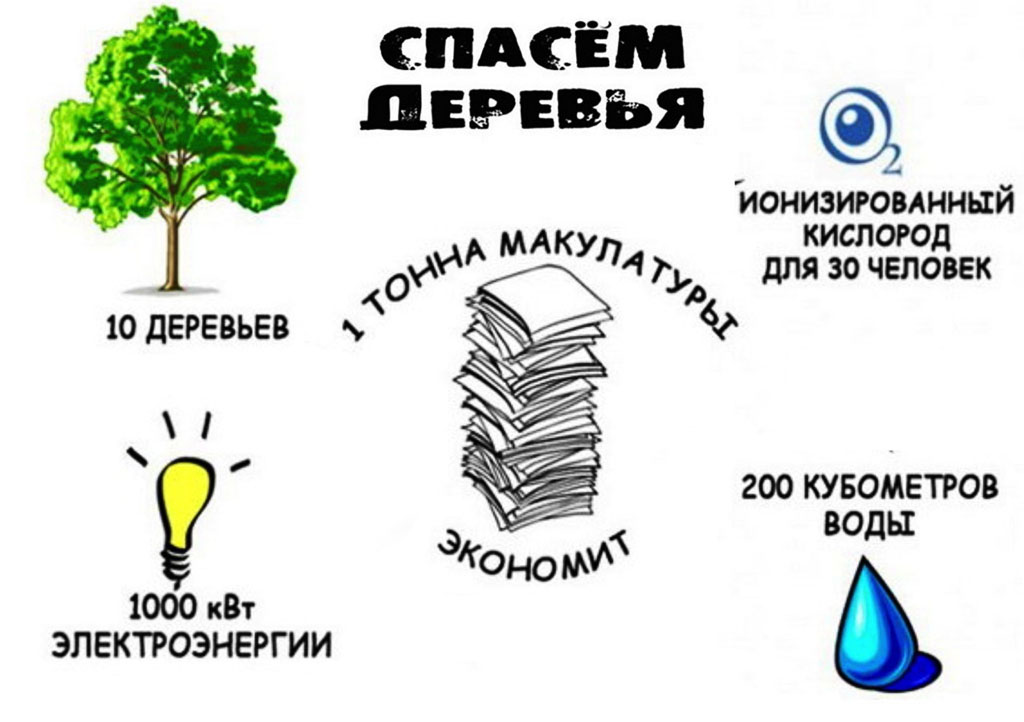 СПАСЁМ
ДЕРЕВЬЯ
O2
ИОНИЗИРОВАННЫЙ
КИСЛОРОД
ДЛЯ 30 ЧЕЛОВЕК
10 ДЕРЕВЬЕВ
1 ТОННА МАКУЛАТУРЫ
ЭКОНОМИТ
1000 кВт
ЭЛЕКТРОЭНЕРГИИ
200 КУБОМЕТРОВ
ВОДЫ